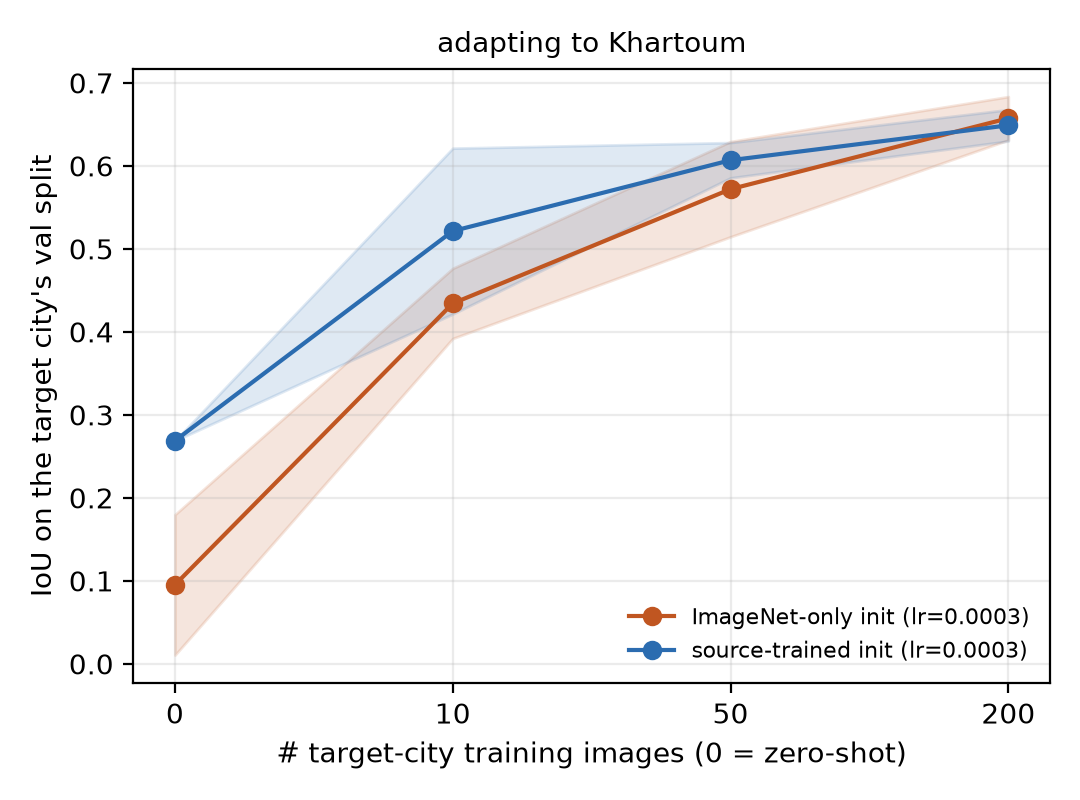 adapting to Khartoum
IoU on the target city's val split
0.7
0.6
0.5
0.4
0.3
0.2
0.1
0.0
ImageNet-only init (lr=0.0003)
source-trained init (lr=0.0003)
0 10 50 200
# target-city training images (0 = zero-shot)